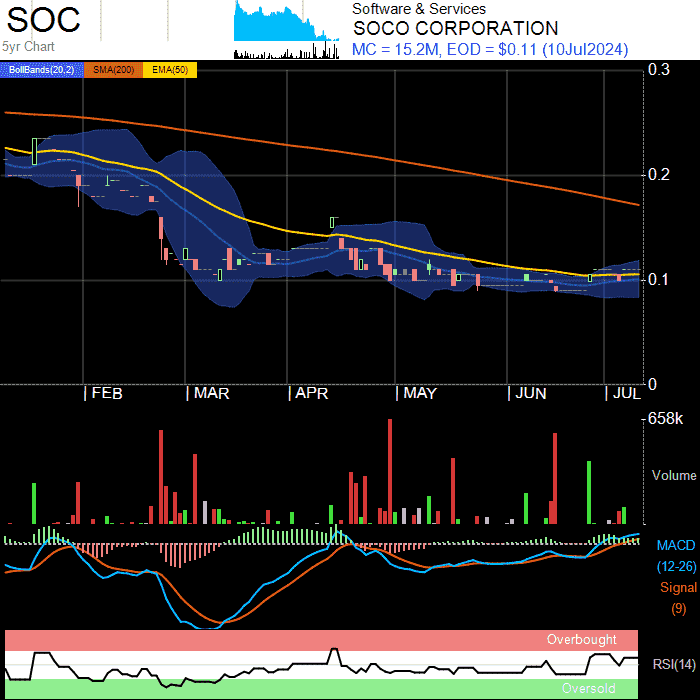 SOC
5yr Chart
Software & Services
SOCO CORPORATION
MC = 15.2M, EOD = $0.11 (10Jul2024)
BollBands(20,2) SMA(200) EMA(50)
0.3
0.2
0.1
0
| FEB | MAR | APR | MAY | JUN | JUL
658k
Volume
MACD
(12-26)
Signal
(9)
Overbought
RSI(14)
Oversold